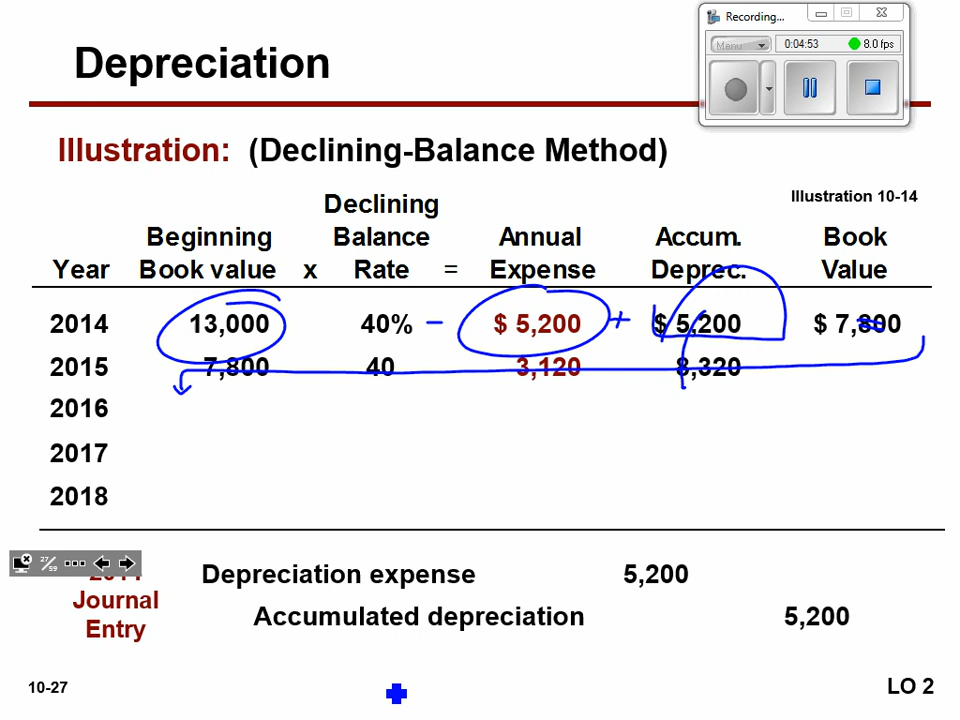 Recording...
Menu
0:04:53
8.0 fps
Depreciation
Illustration: (Declining-Balance Method)
Illustration 10-14
Declining
Beginning Balance Annual Accum. Book
Year Book value x Rate = Expense Deprec. Value
2014 13,000 40% – $ 5,200 + $ 5,200 $ 7,800
2015 7,800 40 3,120 8,320
2016
2017
2018
27/59
2014
Depreciation expense 5,200
Journal
Accumulated depreciation 5,200
Entry
10-27
LO 2